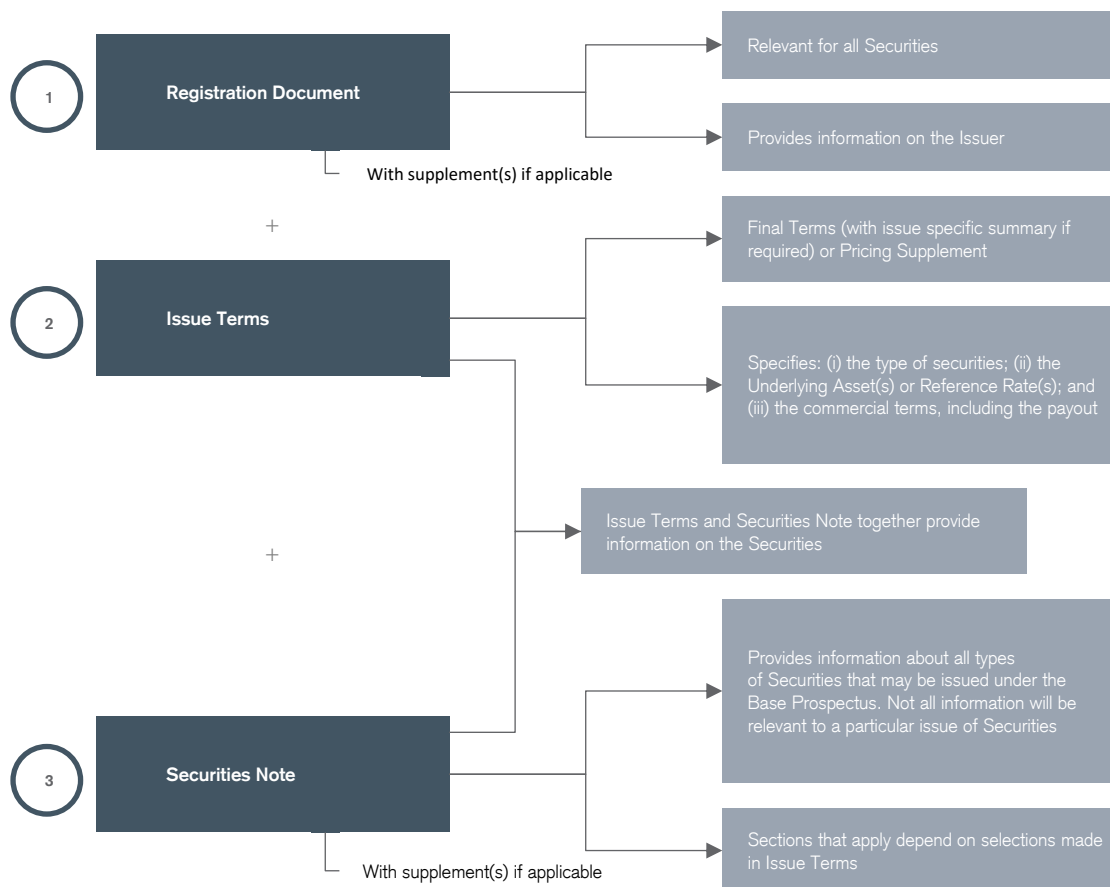 Relevant for all Securities
1
Registration Document
Provides information on the Issuer
With supplement(s) if applicable
+
Final Terms (with issue specific summary if
required) or Pricing Supplement
2
Issue Terms
Specifies: (i) the type of securities; (ii) the
Underlying Asset(s) or Reference Rate(s); and
(iii) the commercial terms, including the payout
Issue Terms and Securities Note together provide
information on the Securities
+
Provides information about all types
of Securities that may be issued under the
Base Prospectus. Not all information will be
relevant to a particular issue of Securities
3
Securities Note
Sections that apply depend on selections made
in Issue Terms
With supplement(s) if applicable